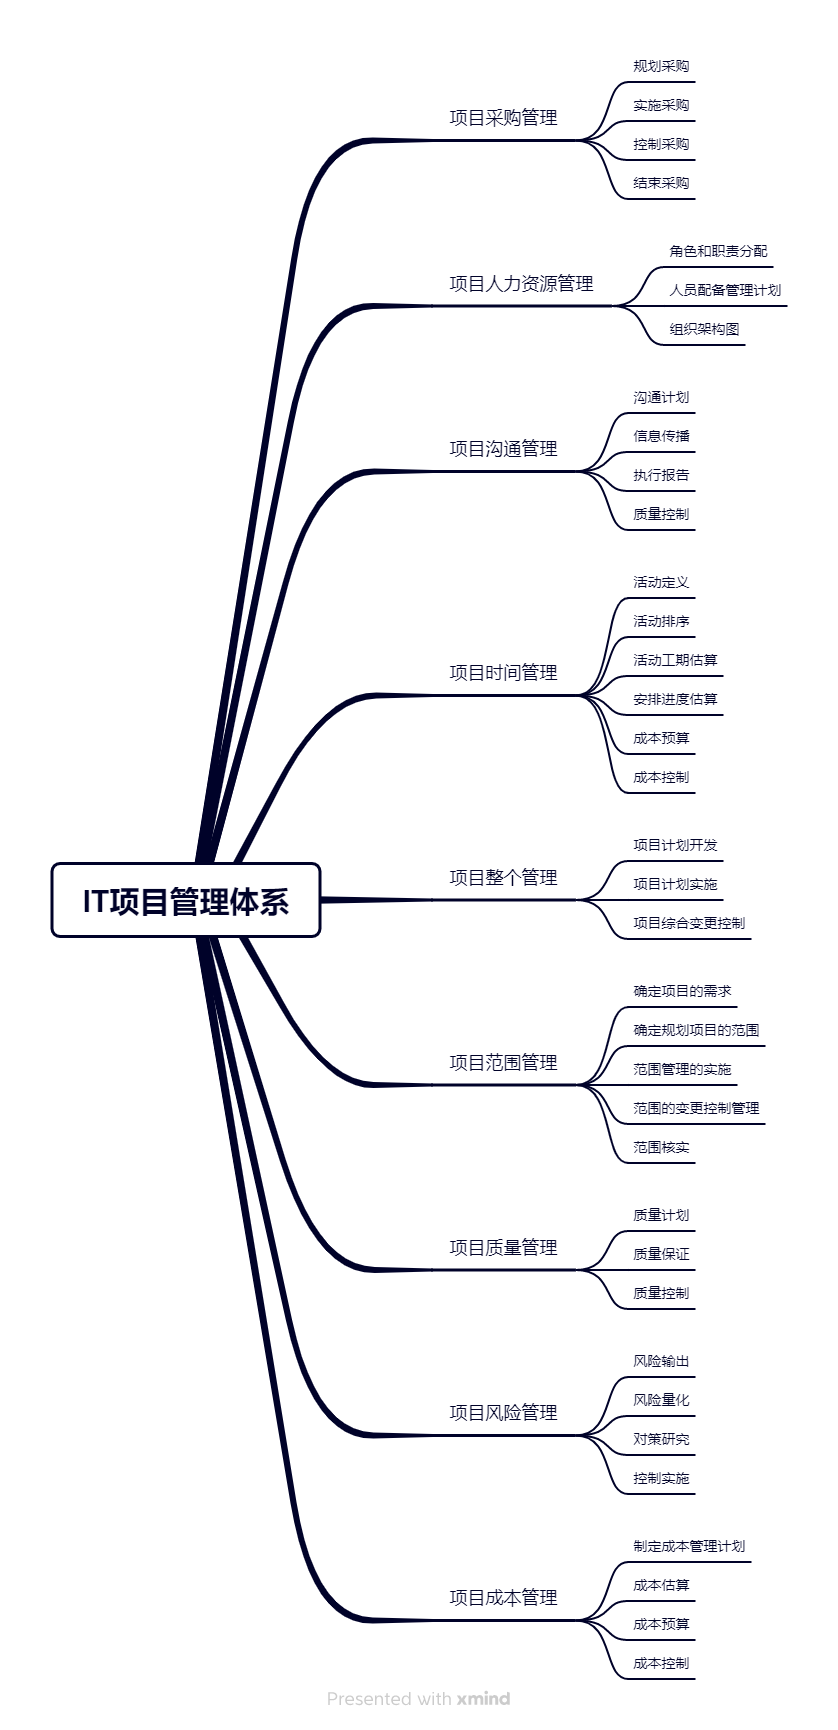 规划采购
项目采购管理
实施采购
控制采购
结束采购
角色和职责分配
项目人力资源管理
人员配备管理计划
组织架构图
沟通计划
项目沟通管理
信息传播
执行报告
质量控制
活动定义
活动排序
项目时间管理
活动工期估算
安排进度估算
成本预算
成本控制
项目计划开发
项目整个管理
项目计划实施
IT项目管理体系
项目综合变更控制
确定项目的需求
确定规划项目的范围
项目范围管理
范围管理的实施
范围的变更控制管理
范围核实
质量计划
项目质量管理
质量保证
质量控制
风险输出
风险量化
项目风险管理
对策研究
控制实施
制定成本管理计划
成本估算
项目成本管理
成本预算
成本控制
Presented with xmind